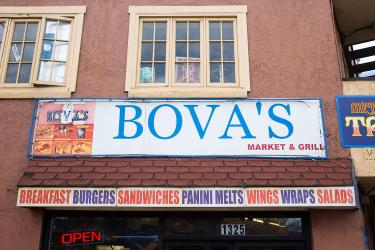 BOVA'S
BOVA'S
MARKET & GRILL
BREAKFAST BURGERS SANDWICHES PANINI MELTS WINGS WRAPS SALADS
1325
OPEN